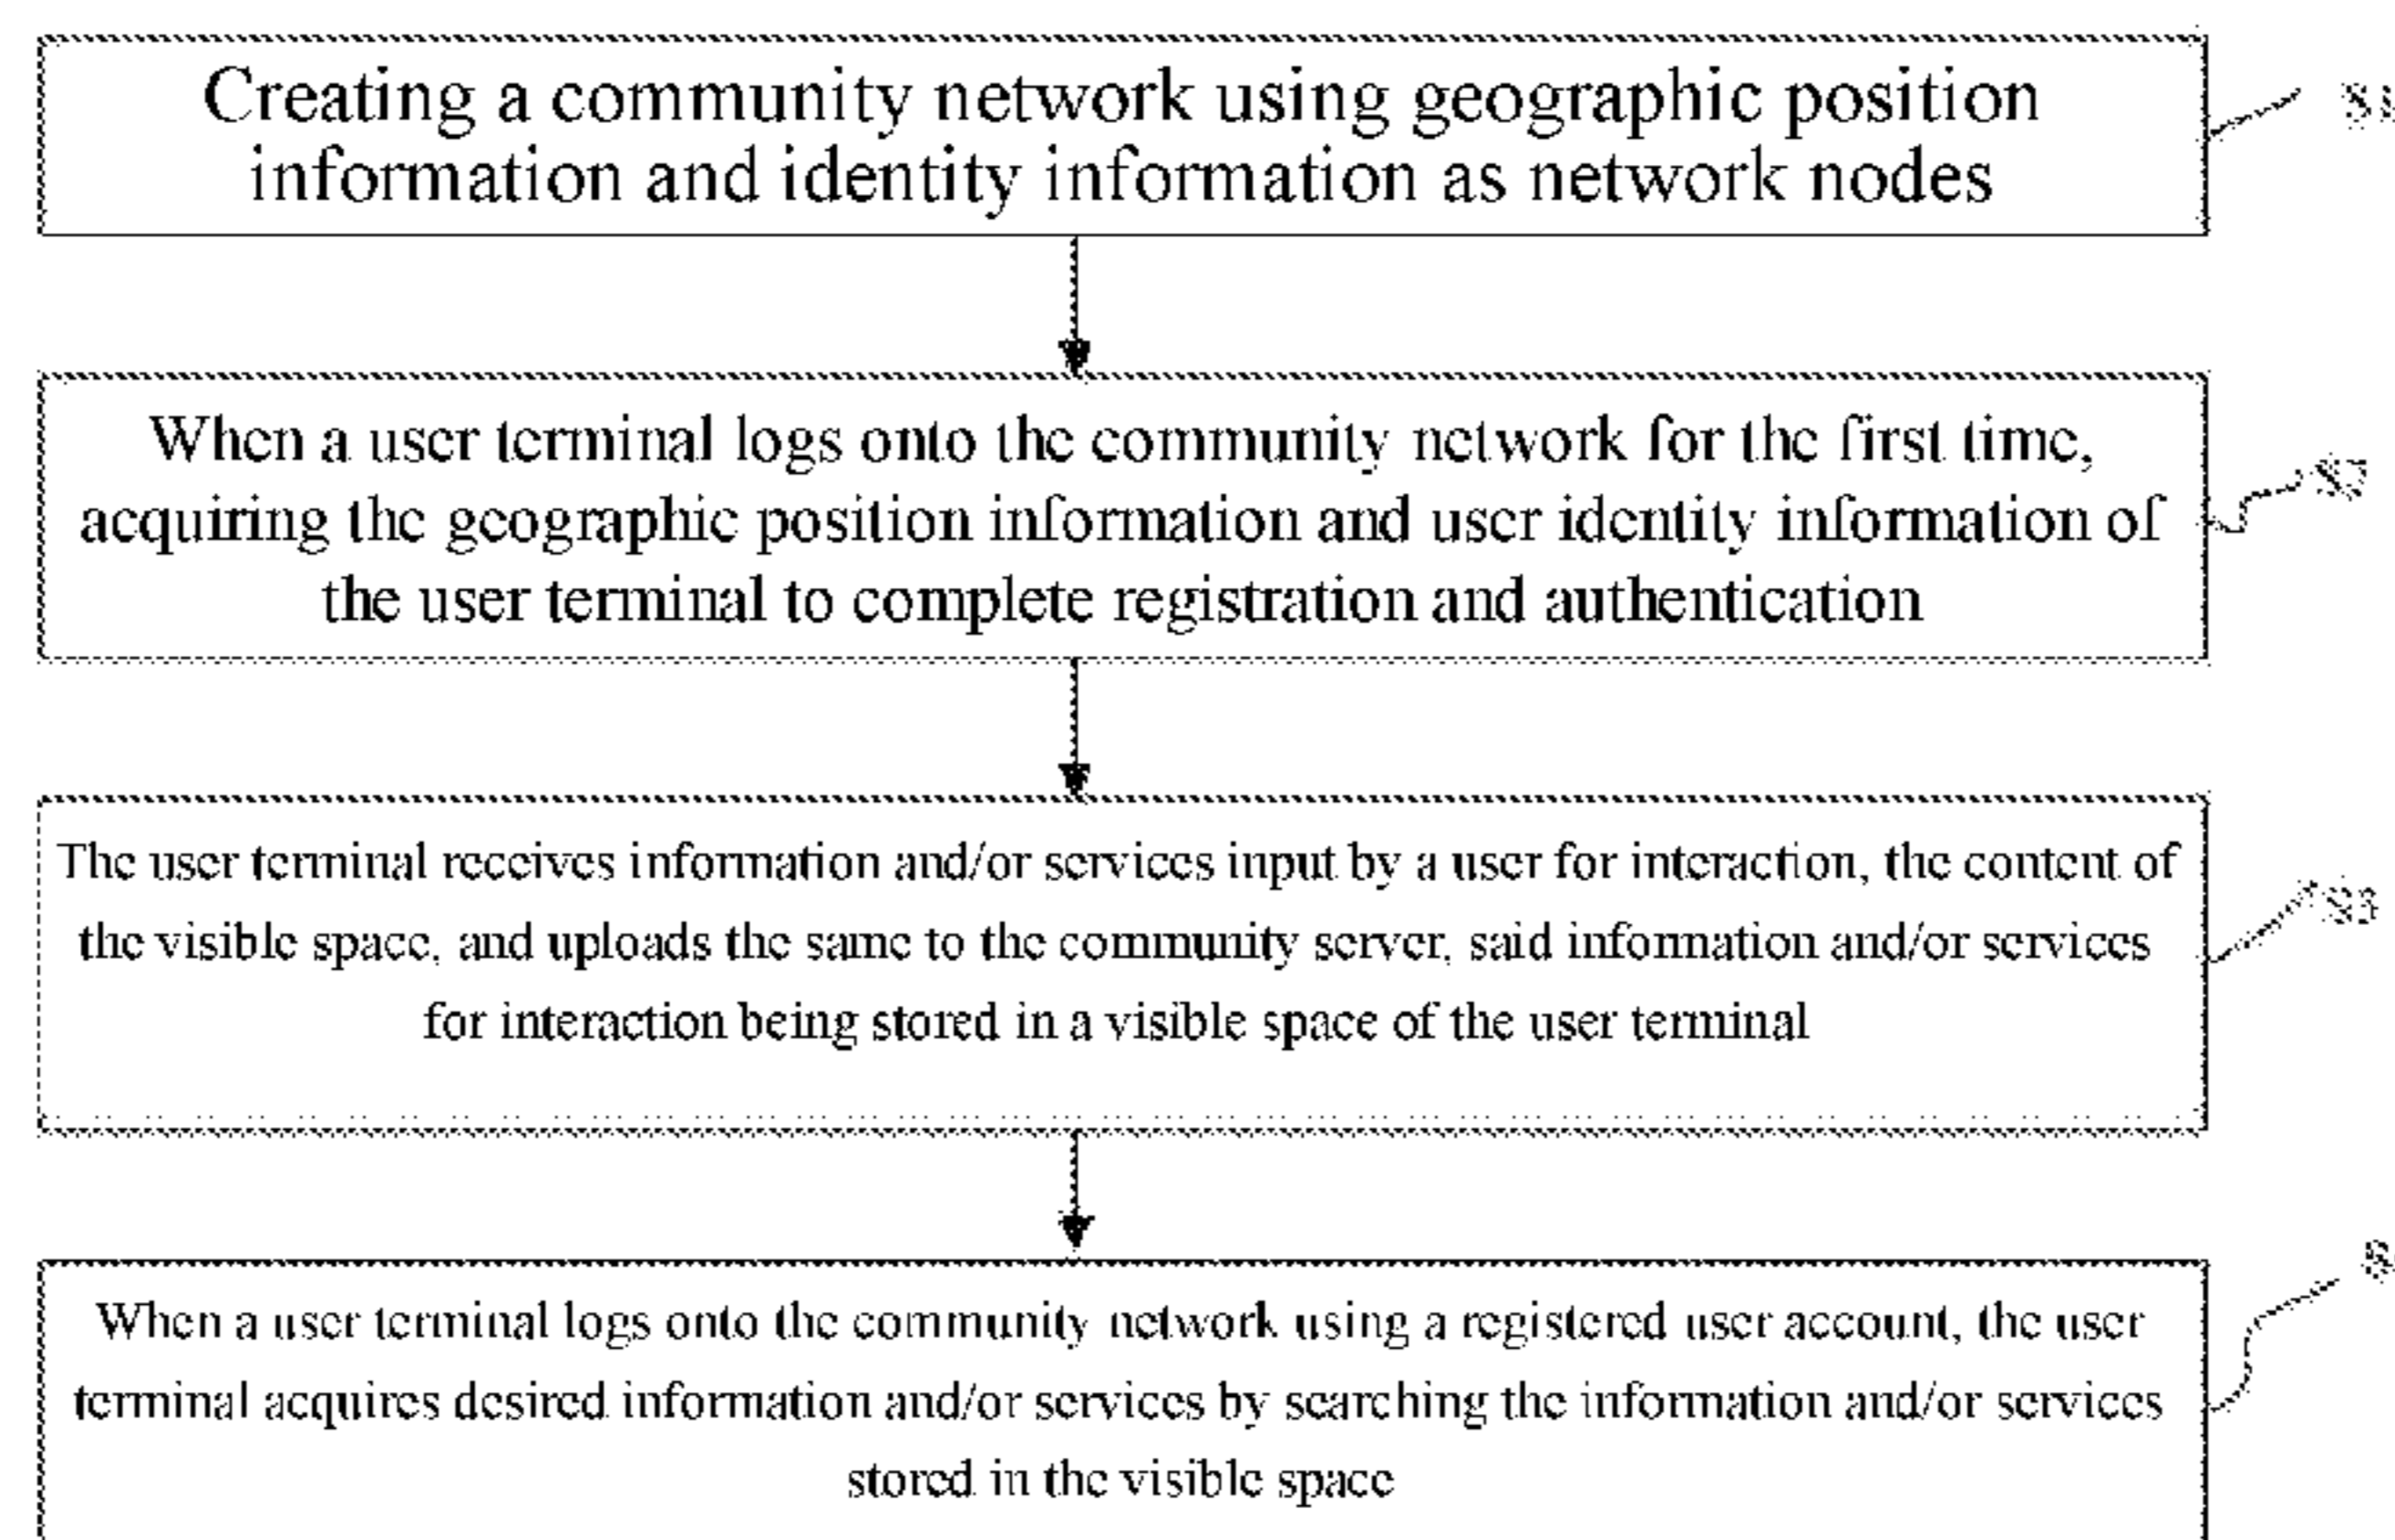 Creating a community network using geographic position
information and identity information as network nodes
S1
When a user terminal logs onto the community network for the first time,
acquiring the geographic position information and user identity information of
the user terminal to complete registration and authentication
S2
The user terminal receives information and/or services input by a user for interaction, the content of
the visible space, and uploads the same to the community server, said information and/or services
for interaction being stored in a visible space of the user terminal
S3
When a user terminal logs onto the community network using a registered user account, the user
terminal acquires desired information and/or services by searching the information and/or services
stored in the visible space